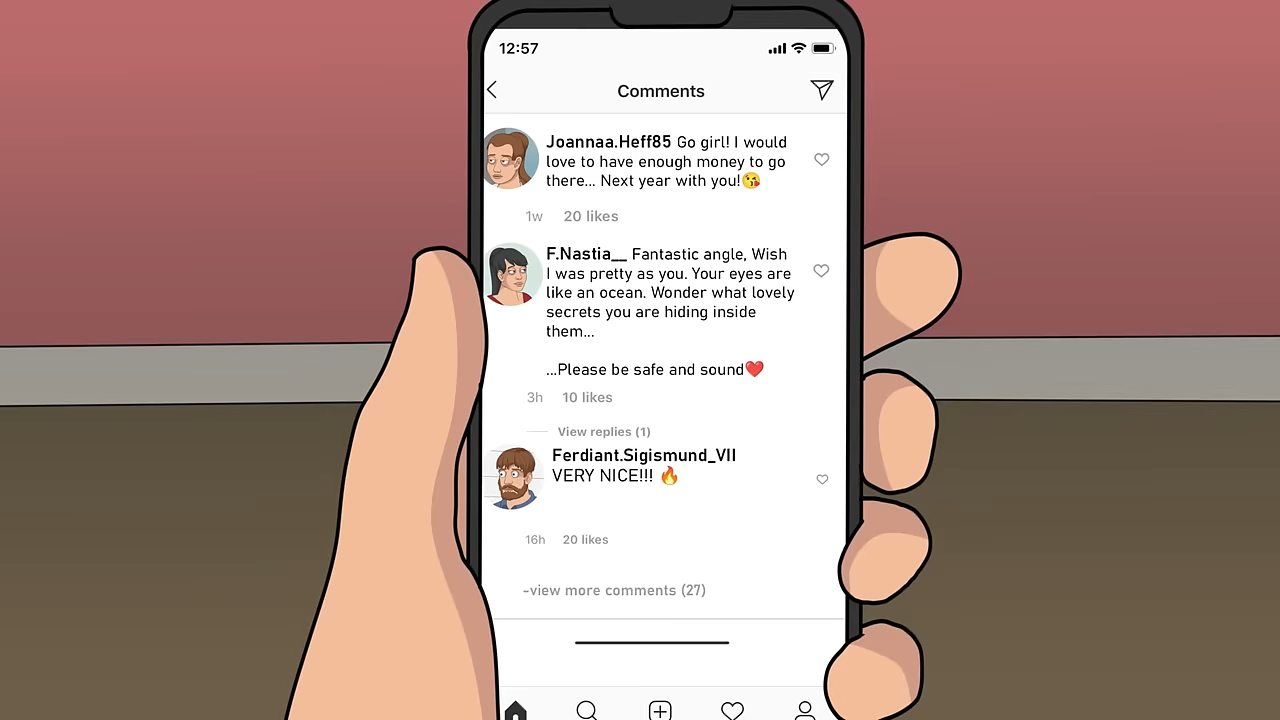 12:57
Comments
Joannaa.Heff85 Go girl! I would
love to have enough money to go
there... Next year with you!😘
1w 20 likes
F.Nastia__ Fantastic angle, Wish
I was pretty as you. Your eyes are
like an ocean. Wonder what lovely
secrets you are hiding inside
them...
...Please be safe and sound❤️
3h 10 likes
View replies (1)
Ferdiant.Sigismund_VII
VERY NICE!!! 🔥
16h 20 likes
-view more comments (27)